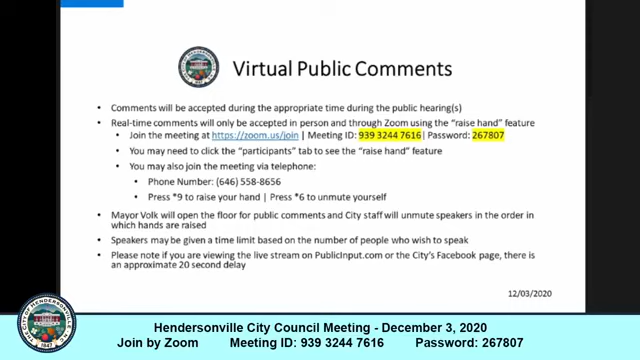 Virtual Public Comments
• Comments will be accepted during the appropriate time during the public hearing(s)
• Real-time comments will only be accepted in person and through Zoom using the “raise hand” feature
• Join the meeting at https://zoom.us/join | Meeting ID: 939 3244 7616 | Password: 267807
• You may need to click the “participants” tab to see the “raise hand” feature
• You may also join the meeting via telephone:
• Phone Number: (646) 558-8656
• Press *9 to raise your hand | Press *6 to unmute yourself
• Mayor Volk will open the floor for public comments and City staff will unmute speakers in the order in
which hands are raised
• Speakers may be given a time limit based on the number of people who wish to speak
• Please note if you are viewing the live stream on PublicInput.com or the City's Facebook page, there is
an approximate 20 second delay
12/03/2020
THE CITY OF HENDERSONVILLE, N.C.
1847
Hendersonville City Council Meeting - December 3, 2020
Join by Zoom Meeting ID: 939 3244 7616 Password: 267807